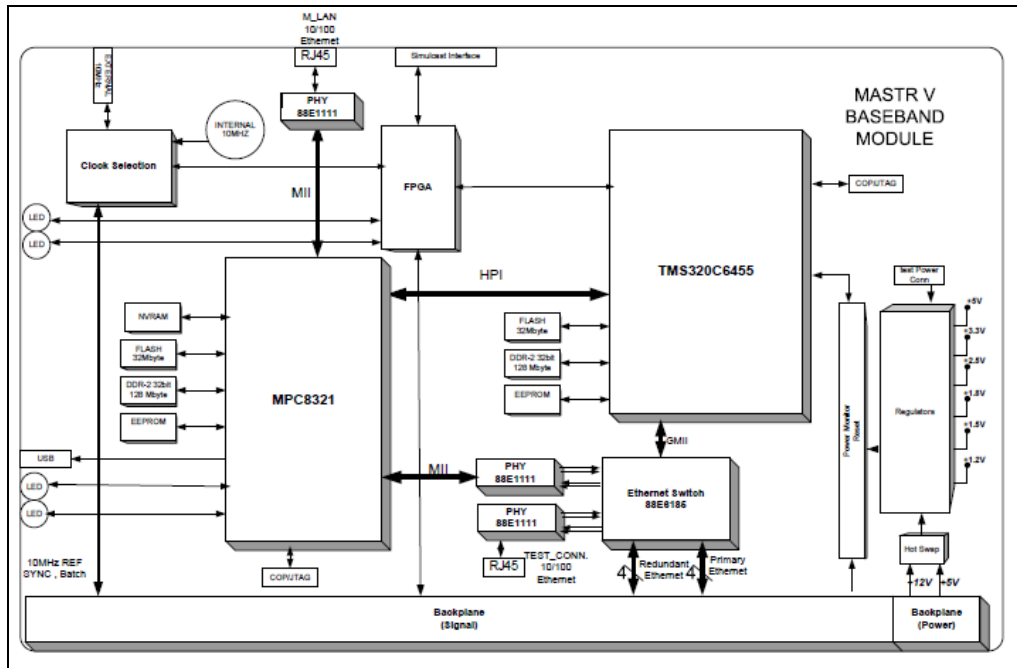 M_LAN
10/100
Ethernet
RJ45
Simulcast Interface
EXTERNAL
10MHz
PHY
88E1111
INTERNAL
10MHZ
MASTR V
BASEBAND
MODULE
Clock Selection
FPGA
MII
COP/JTAG
LED
LED
TMS320C6455
HPI
test Power
Conn
+5V
+3.3V
+2.5V
+1.8V
+1.5V
+1.2V
NVRAM
FLASH
32Mbyte
DDR-2 32bit
128 Mbyte
EEPROM
MPC8321
FLASH
32Mbyte
DDR-2 32bit
128 Mbyte
EEPROM
Power Monitor
Reset
Regulators
GMII
USB
LED
LED
MII
PHY
88E1111
PHY
88E1111
Ethernet Switch
88E6185
Hot Swap
+12V
+5V
10MHz REF
SYNC , Batch
COP/JTAG
RJ45
TEST_CONN.
10/100
Ethernet
4
Redundant
Ethernet
4
Primary
Ethernet
Backplane
(Signal)
Backplane
(Power)